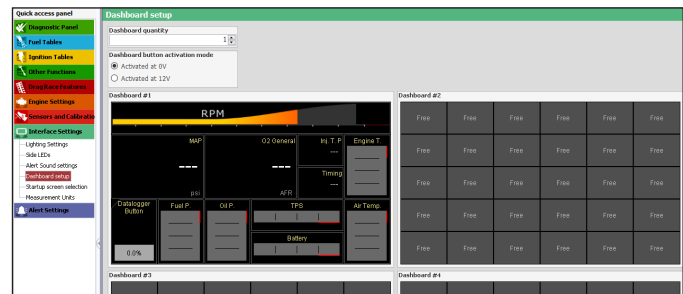 Quick access panel
Diagnostic Panel
Fuel Tables
Ignition Tables
Other Functions
Drag Race Features
Engine Settings
Sensors and Calibratio
Interface Settings
Lighting Settings
Side LEDs
Alert Sound settings
Dashboard setup
Startup screen selection
Measurement Units
Alert Settings
Dashboard setup
Dashboard quantity
1
Dashboard button activation mode
Activated at 0V
Activated at 12V
Dashboard #1
RPM
MAP
---
psi
O2 General
---
AFR
Inj. T. P
---
Timing
---
Engine T.
Datalogger
Button
0.0%
Fuel P.
Oil P.
TPS
Battery
Air Temp.
Dashboard #2
Free Free Free Free Free Free
Free Free Free Free Free Free
Free Free Free Free Free Free
Free Free Free Free Free Free
Free Free Free Free Free Free
Dashboard #3
Dashboard #4